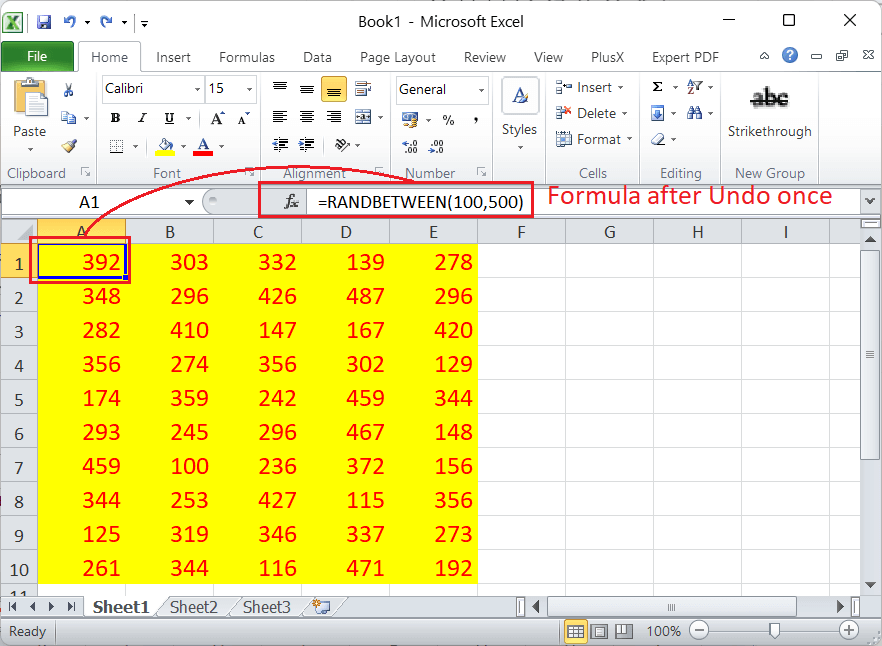 Book1 - Microsoft Excel
File Home Insert Formulas Data Page Layout Review View PlusX Expert PDF
Calibri 15 General Insert Σ
B I U A A Delete abc
Paste $ % , Styles Format Strikethrough
A
Clipboard Font Alignment Number Cells Editing New Group
A1 fx =RANDBETWEEN(100,500) Formula after Undo once
A B C D E F G H I
1 392 303 332 139 278
2 348 296 426 487 296
3 282 410 147 167 420
4 356 274 356 302 129
5 174 359 242 459 344
6 293 245 296 467 148
7 459 100 236 372 156
8 344 253 427 115 356
9 125 319 346 337 273
10 261 344 116 471 192
11
Sheet1 Sheet2 Sheet3
Ready 100%